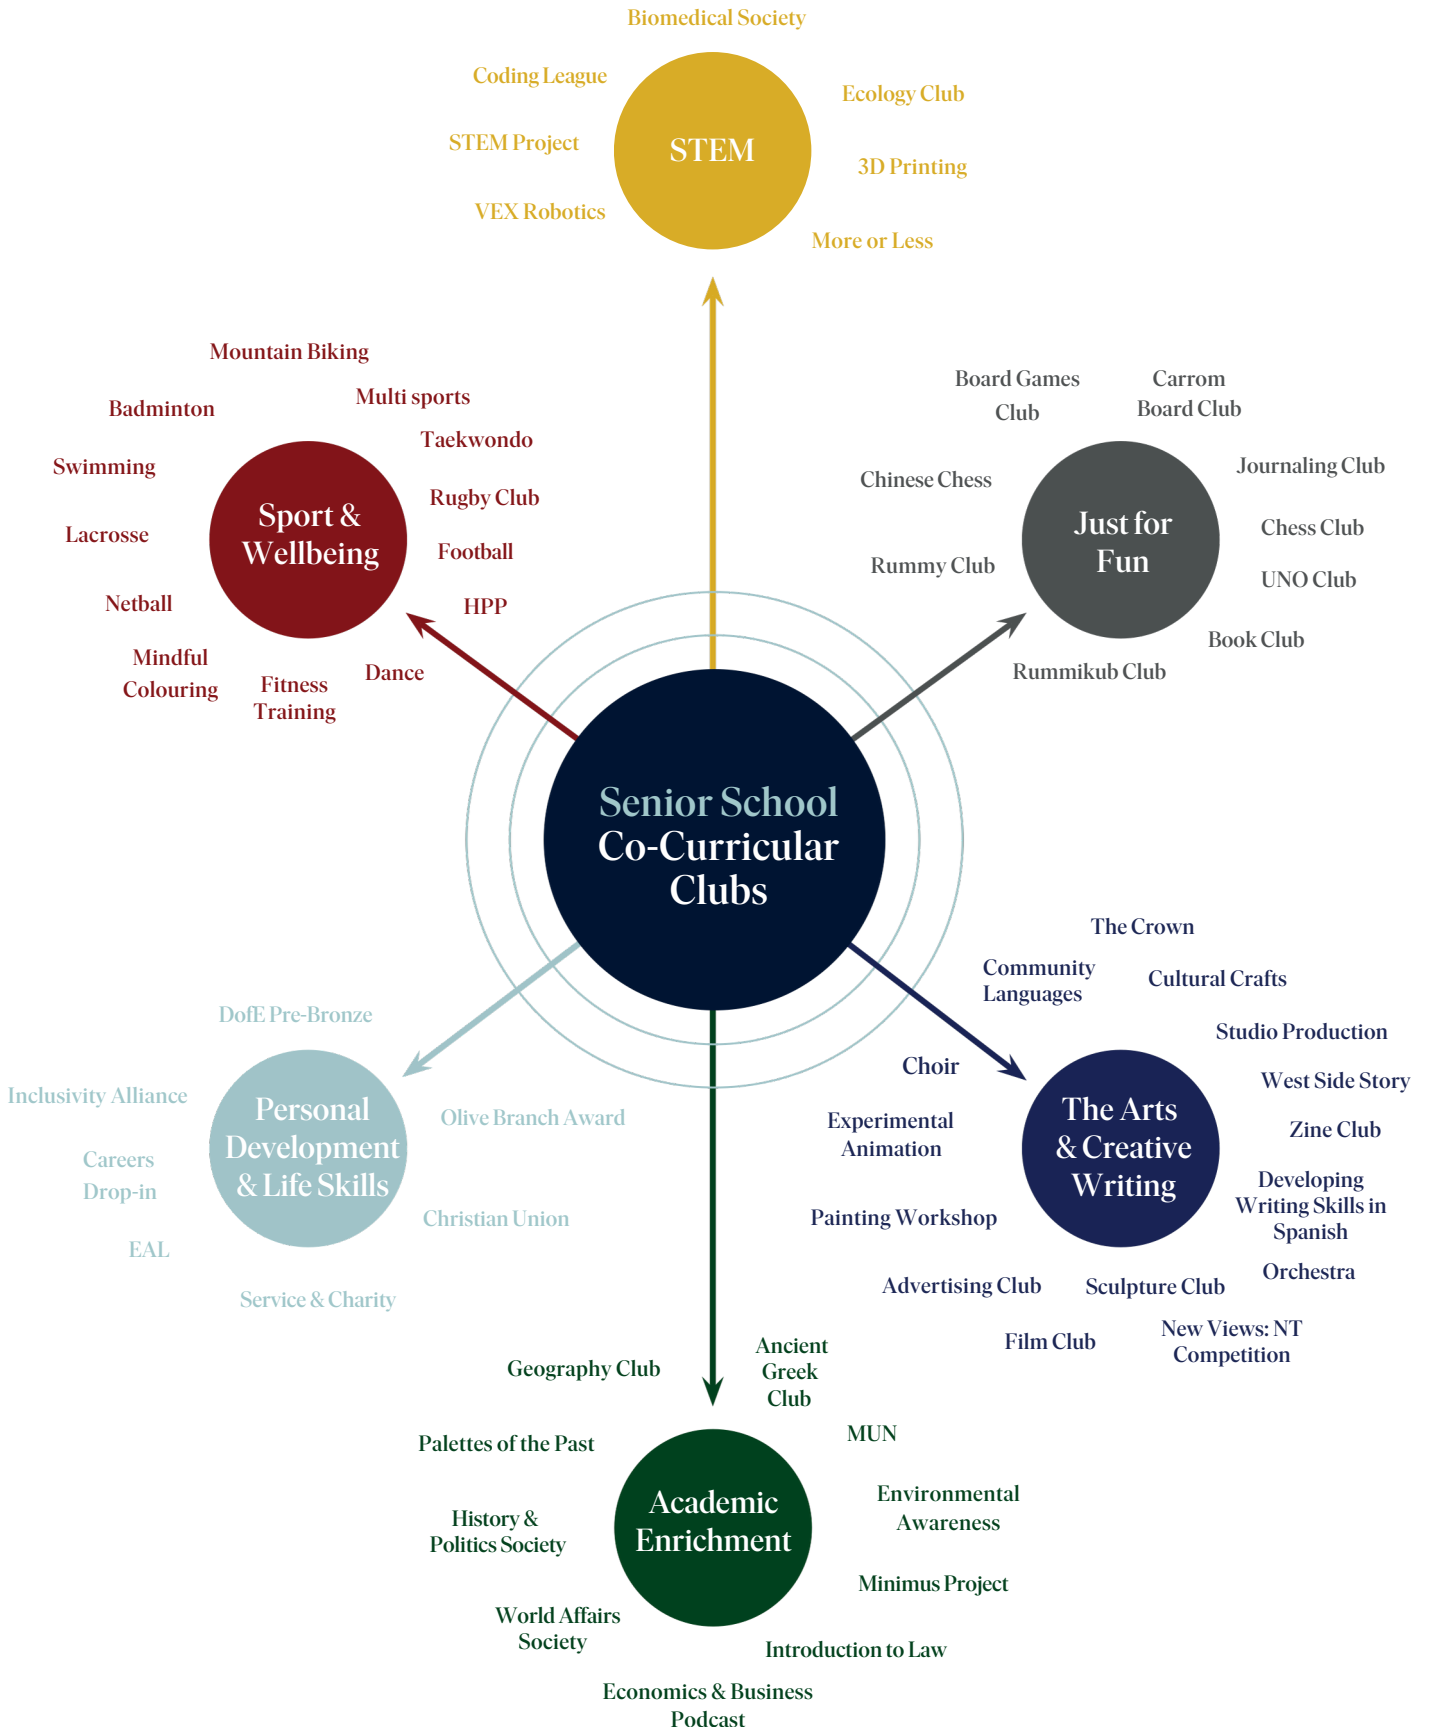 Biomedical Society
Coding League
Ecology Club
STEM Project
STEM
3D Printing
VEX Robotics
More or Less
Mountain Biking
Multi sports
Badminton
Taekwondo
Swimming
Rugby Club
Sport &
Wellbeing
Lacrosse
Football
Netball
HPP
Mindful
Colouring
Dance
Fitness
Training
Board Games
Club
Carrom
Board Club
Journaling Club
Chinese Chess
Just for
Fun
Chess Club
Rummy Club
UNO Club
Book Club
Rummikub Club
Senior School
Co-Curricular
Clubs
DofE Pre-Bronze
Inclusivity Alliance
Personal
Development
& Life Skills
Olive Branch Award
Careers
Drop-in
Christian Union
EAL
Service & Charity
The Crown
Community
Languages
Cultural Crafts
Studio Production
Choir
West Side Story
The Arts
& Creative
Writing
Experimental
Animation
Zine Club
Developing
Writing Skills in
Spanish
Painting Workshop
Orchestra
Advertising Club
Sculpture Club
Film Club
New Views: NT
Competition
Geography Club
Ancient
Greek
Club
MUN
Palettes of the Past
Academic
Enrichment
Environmental
Awareness
History &
Politics Society
Minimus Project
World Affairs
Society
Introduction to Law
Economics & Business
Podcast